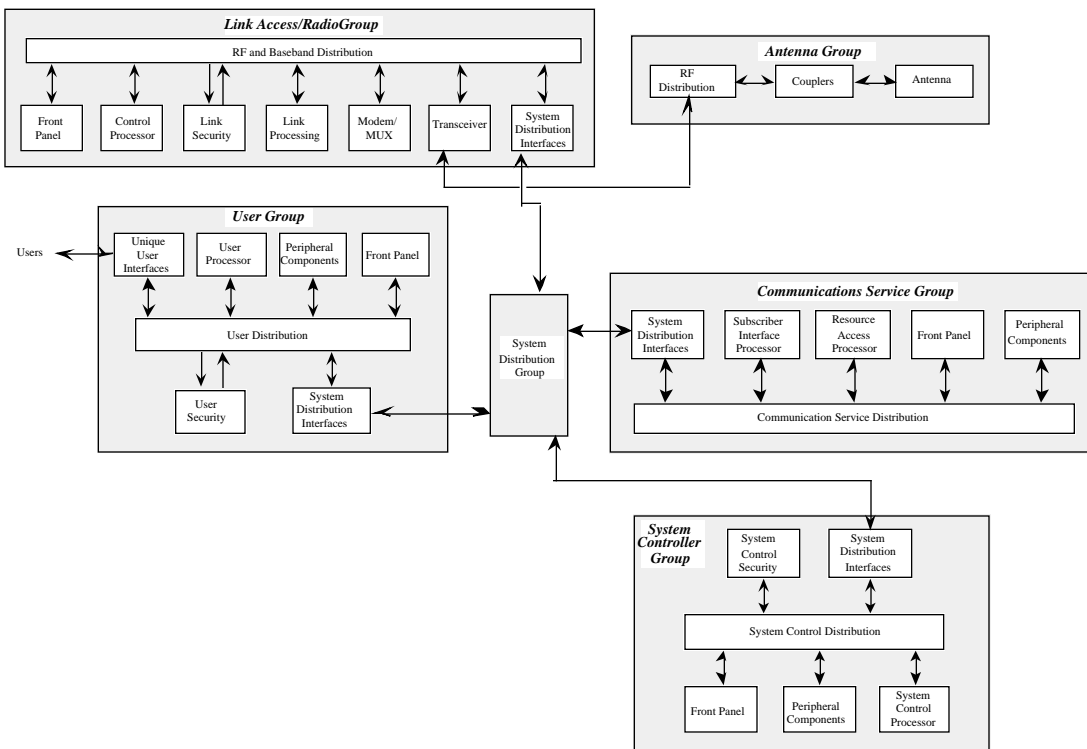 Link Access/RadioGroup
RF and Baseband Distribution
Front
Panel
Control
Processor
Link
Security
Link
Processing
Modem/
MUX
Transceiver
System
Distribution
Interfaces
Antenna Group
RF
Distribution
Couplers
Antenna
User Group
Users
Unique
User
Interfaces
User
Processor
Peripheral
Components
Front Panel
User Distribution
User
Security
System
Distribution
Interfaces
System
Distribution
Group
Communications Service Group
System
Distribution
Interfaces
Subscriber
Interface
Processor
Resource
Access
Processor
Front Panel
Peripheral
Components
Communication Service Distribution
System
Controller
Group
System
Control
Security
System
Distribution
Interfaces
System Control Distribution
Front Panel
Peripheral
Components
System
Control
Processor